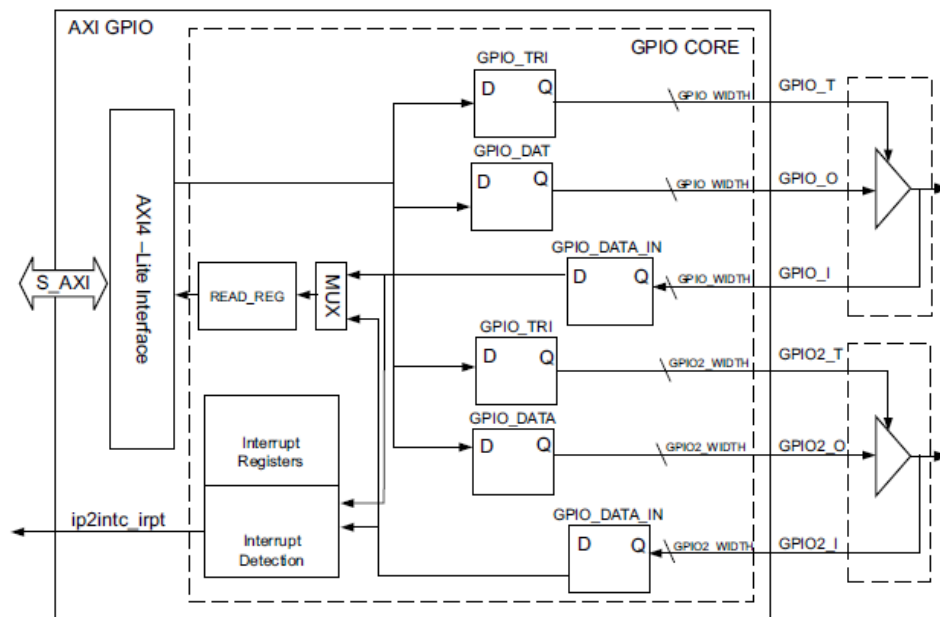 AXI GPIO
GPIO CORE
GPIO_TRI
D Q
GPIO_WIDTH
GPIO_T
GPIO_DAT
D Q
GPIO_WIDTH
GPIO_O
AXI4 –Lite Interface
S_AXI
READ_REG
MUX
GPIO_DATA_IN
D Q
GPIO_WIDTH
GPIO_I
GPIO_TRI
D Q
GPIO2_WIDTH
GPIO2_T
Interrupt
Registers
GPIO_DATA
D Q
GPIO2_WIDTH
GPIO2_O
ip2intc_irpt
Interrupt
Detection
GPIO_DATA_IN
D Q
GPIO2_WIDTH
GPIO2_I